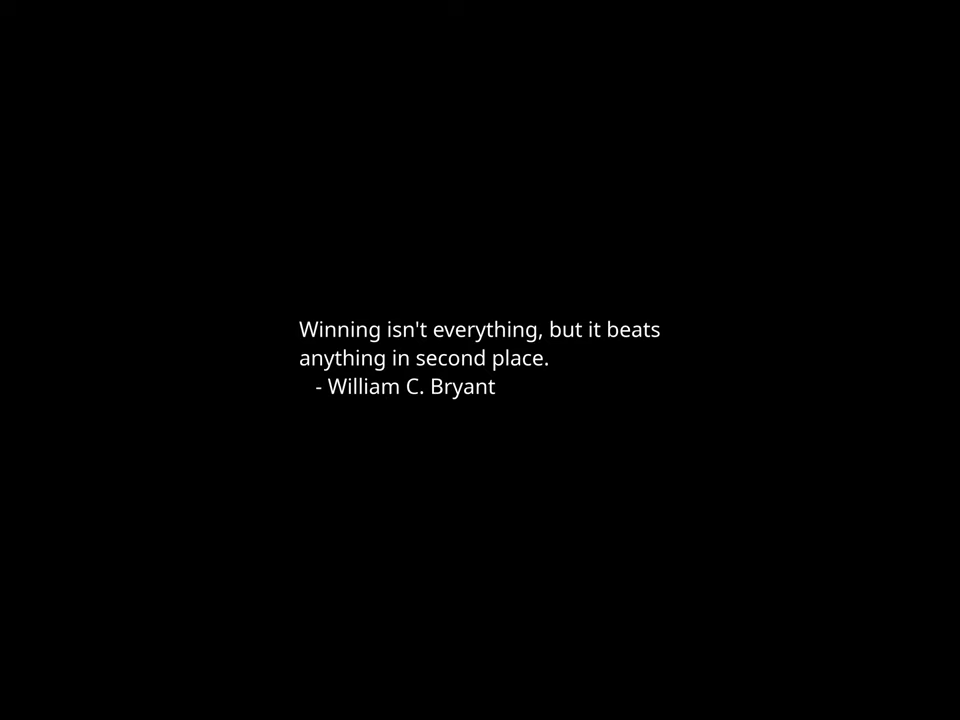 Winning isn't everything, but it beats
anything in second place.
- William C. Bryant